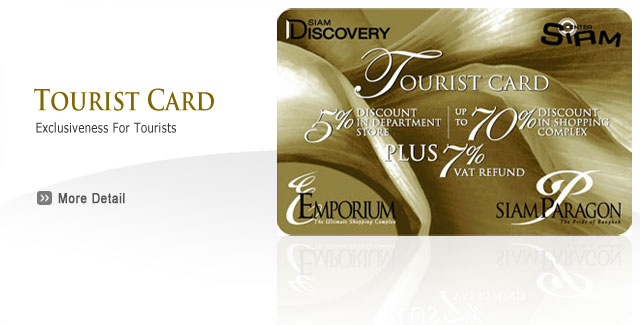 TOURIST CARD
Exclusiveness For Tourists
More Detail
SIAM
DISCOVERY
SIAM
CENTER
TOURIST CARD
5% DISCOUNT
IN DEPARTMENT
STORE
UP
TO 70% DISCOUNT
IN SHOPPING
COMPLEX
PLUS 7%
VAT REFUND
EMPORIUM
The Ultimate Shopping Complex
SIAM PARAGON
The Pride of Bangkok